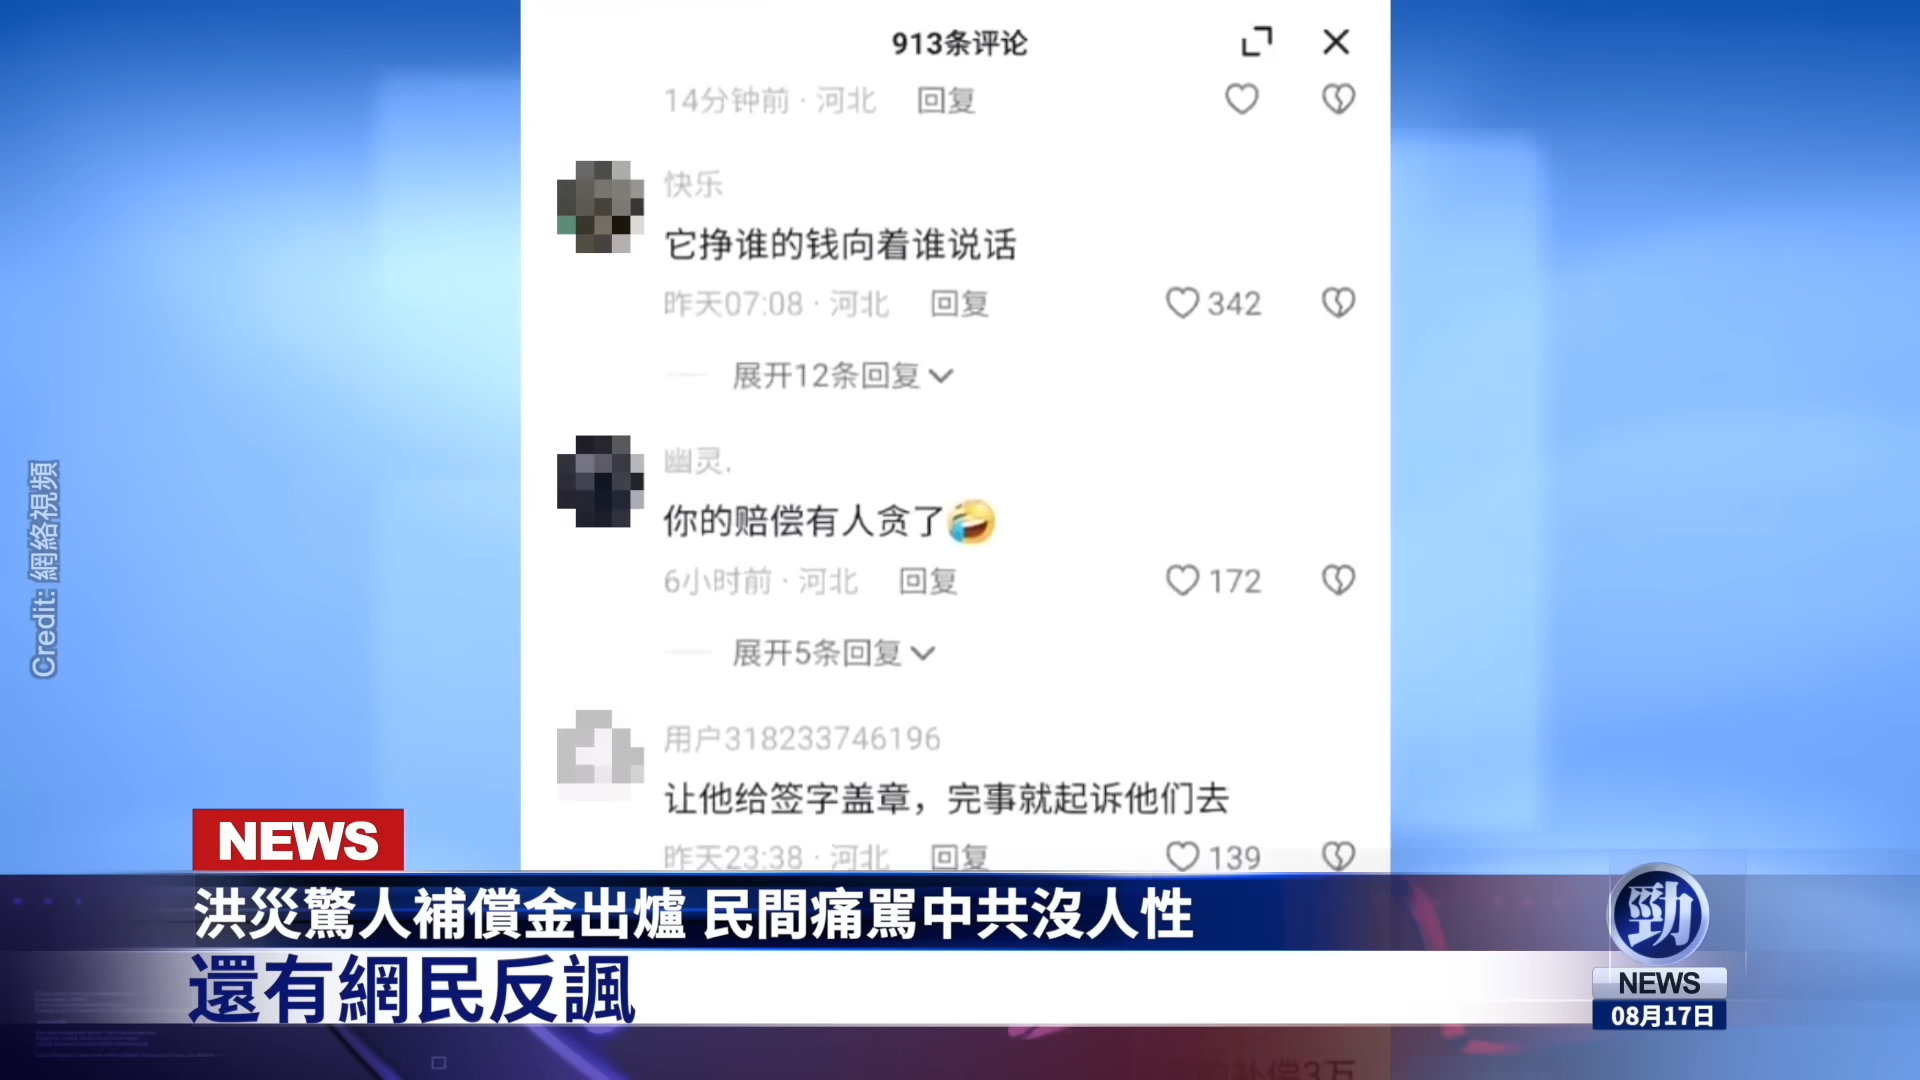 913条评论
14分钟前 · 河北 回复
快乐
它挣谁的钱向着谁说话
昨天07:08 · 河北 回复 342
展开12条回复
幽灵.
你的赔偿有人贪了🤣
6小时前 · 河北 回复 172
展开5条回复
用户318233746196
让他给签字盖章，完事就起诉他们去
昨天23:38 · 河北 回复 139
Credit: 網絡視頻
NEWS
洪災驚人補償金出爐 民間痛罵中共沒人性
還有網民反諷
勁
NEWS
08月17日
补偿3万